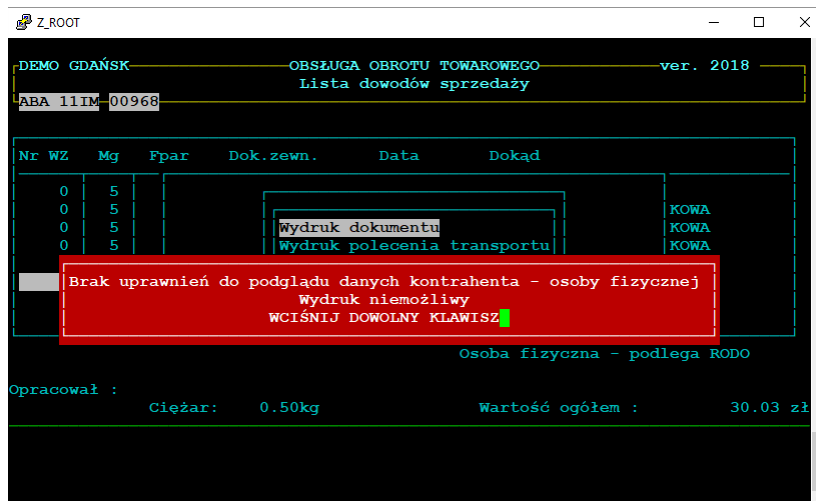 Z_ROOT
DEMO GDAŃSK OBSŁUGA OBROTU TOWAROWEGO ver. 2018
Lista dowodów sprzedaży
ABA 11IM 00968
Nr WZ Mg Fpar Dok.zewn. Data Dokąd
0 5
0 5 KOWA
0 5 Wydruk dokumentu KOWA
0 5 Wydruk polecenia transportu KOWA
Brak uprawnień do podglądu danych kontrahenta - osoby fizycznej
Wydruk niemożliwy
WCIŚNIJ DOWOLNY KLAWISZ
Osoba fizyczna - podlega RODO
Opracował :
Ciężar: 0.50kg Wartość ogółem : 30.03 zł